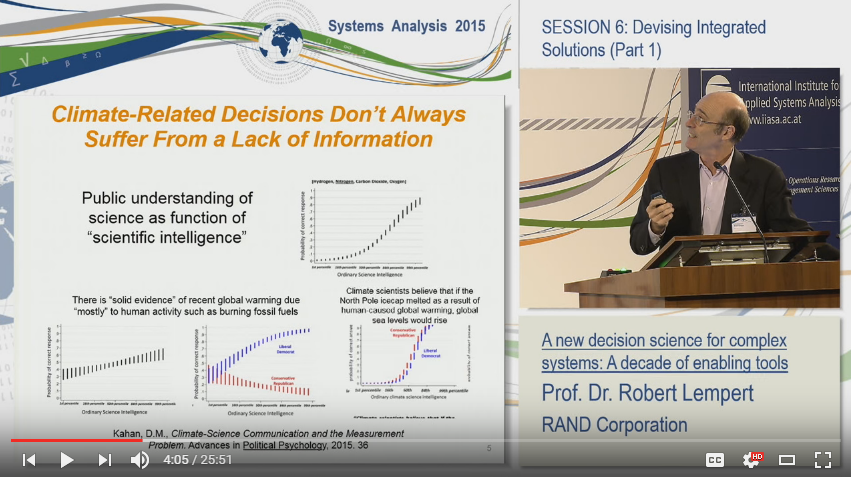 Systems Analysis 2015
SESSION 6: Devising Integrated
Solutions (Part 1)
International Institute fo
pplied Systems Analysis
ww.iiasa.ac.at
Operations Resear
Climate-Related Decisions Don't Always
Suffer From a Lack of Information
Public understanding of
science as function of
"scientific intelligence"
(Hydrogen, Nitrogen, Carbon Dioxide, Oxygen)
Probability of correct response
Ordinary Science Intelligence
There is "solid evidence" of recent global warming due
"mostly" to human activity such as burning fossil fuels
Probability of correct response
Ordinary Science Intelligence
Probability of correct response
Liberal
Democrat
Conservative
Republican
Ordinary Science Intelligence
Climate scientists believe that if the
North Pole icecap melted as a result of
human-caused global warming, global
sea levels would rise
Conservative
Republican
Liberal
Democrat
Ordinary climate science intelligence
Kahan, D.M., Climate-Science Communication and the Measurement
Problem. Advances in Political Psychology, 2015. 36
5
A new decision science for complex
systems: A decade of enabling tools
Prof. Dr. Robert Lempert
RAND Corporation
4:05 / 25:51
CC
HD